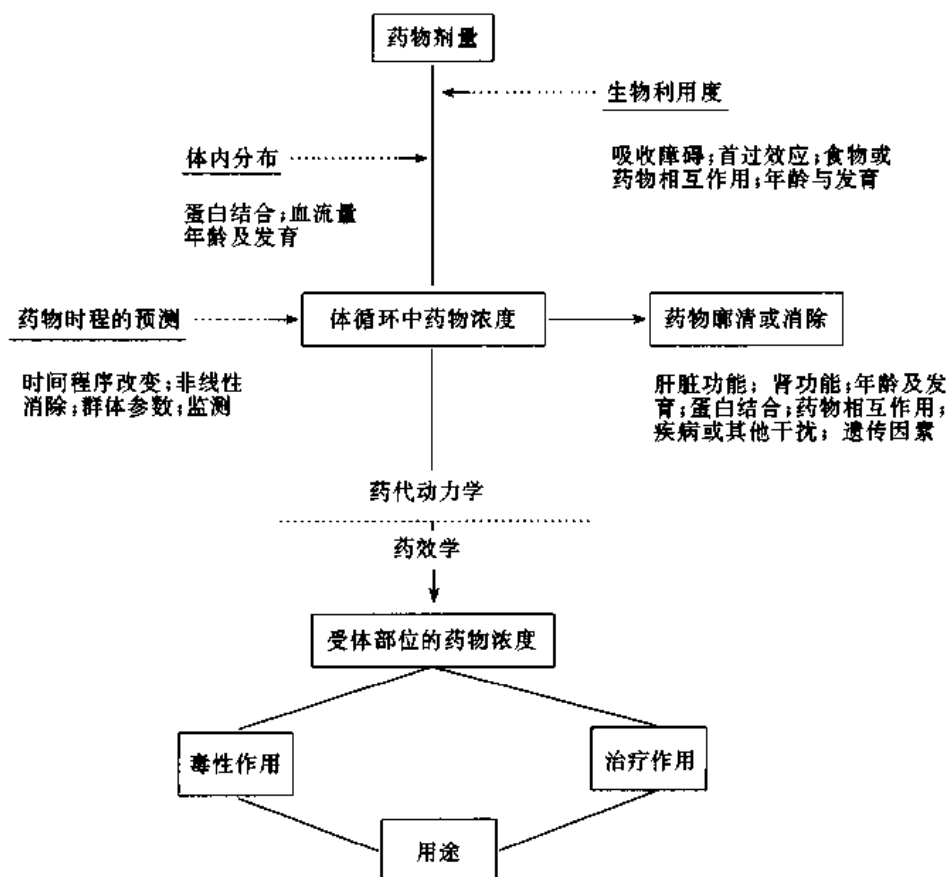 药物剂量
生物利用度
吸收障碍;首过效应;食物或
药物相互作用;年龄与发育
体内分布
蛋白结合;血流量
年龄及发育
药物时程的预测
时间程序改变;非线性
消除;群体参数;监测
体循环中药物浓度
药物廓清或消除
肝脏功能; 肾功能;年龄及发
育;蛋白结合;药物相互作用;
疾病或其他干扰; 遗传因素
药代动力学
药效学
受体部位的药物浓度
毒性作用
治疗作用
用途